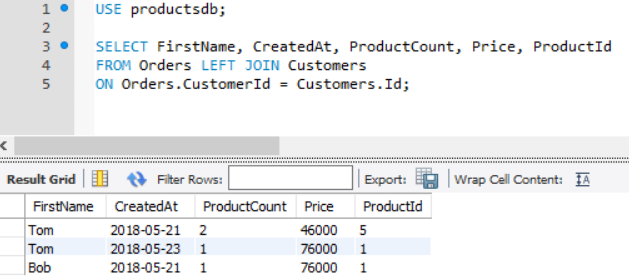 1 USE productsdb;
2
3 SELECT FirstName, CreatedAt, ProductCount, Price, ProductId
4 FROM Orders LEFT JOIN Customers
5 ON Orders.CustomerId = Customers.Id;
Result Grid Filter Rows: Export: Wrap Cell Content:
FirstName CreatedAt ProductCount Price ProductId
Tom 2018-05-21 2 46000 5
Tom 2018-05-23 1 76000 1
Bob 2018-05-21 1 76000 1